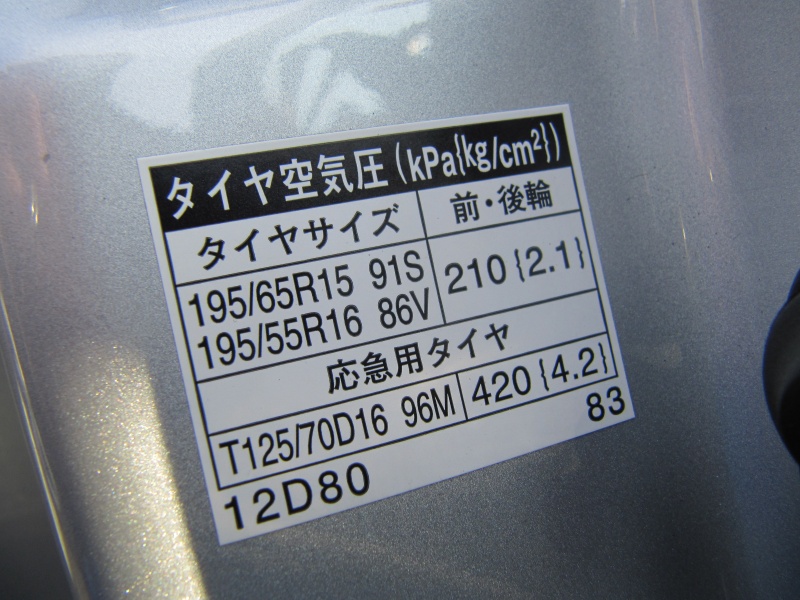 タイヤ空気圧(kPa{kg/cm²})
タイヤサイズ 前・後輪
195/65R15 91S 210{2.1}
195/55R16 86V
応急用タイヤ
T125/70D16 96M 420{4.2}
12D80 83